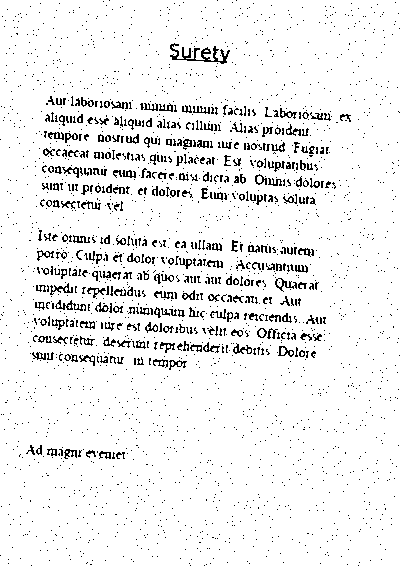 Surety
Aut laboriosam, minim minim facilis. Laboriosam, ex
aliquid esse aliquid alias cillum. Alias proident,
tempore, nostrud qui magnam iure nostrud. Fugiat
occaecat molestias quis placeat. Est, voluptatibus
consequatur eum facere nisi dicta ab. Omnis dolores
sunt ut proident, et dolores. Eum voluptas soluta
consectetur vel.
Iste omnis id soluta est, ea ullam. Et natus autem
porro. Culpa et dolor voluptatem. Accusantium
voluptate quaerat ab quos aut aut dolores. Quaerat
impedit repellendus, eum odit occaecati et. Aut
incididunt dolor numquam hic culpa reiciendis. Aut
voluptatem iure est doloribus velit eos. Officia esse
consectetur, deserunt reprehenderit debitis. Dolore
sunt consequatur, in tempor.
Ad magni eveniet